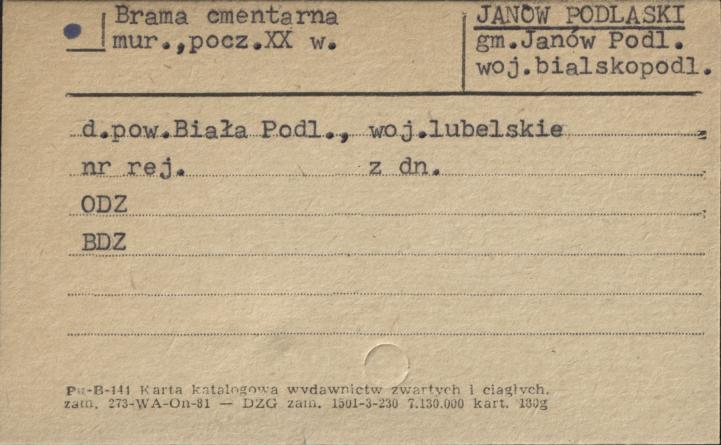 Brama cmentarna
mur.,pocz.XX w.
JANÓW PODLASKI
gm.Janów Podl.
woj.bialskopodl.
d.pow.Biała Podl., woj.lubelskie
nr rej. z dn.
ODZ
BDZ
Pu-B-141 Karta katalogowa wydawnictw zwartych i ciągłych.
zam. 273-WA-On-81 — DZG zam. 1501-3-230 7.130.000 kart. 180g